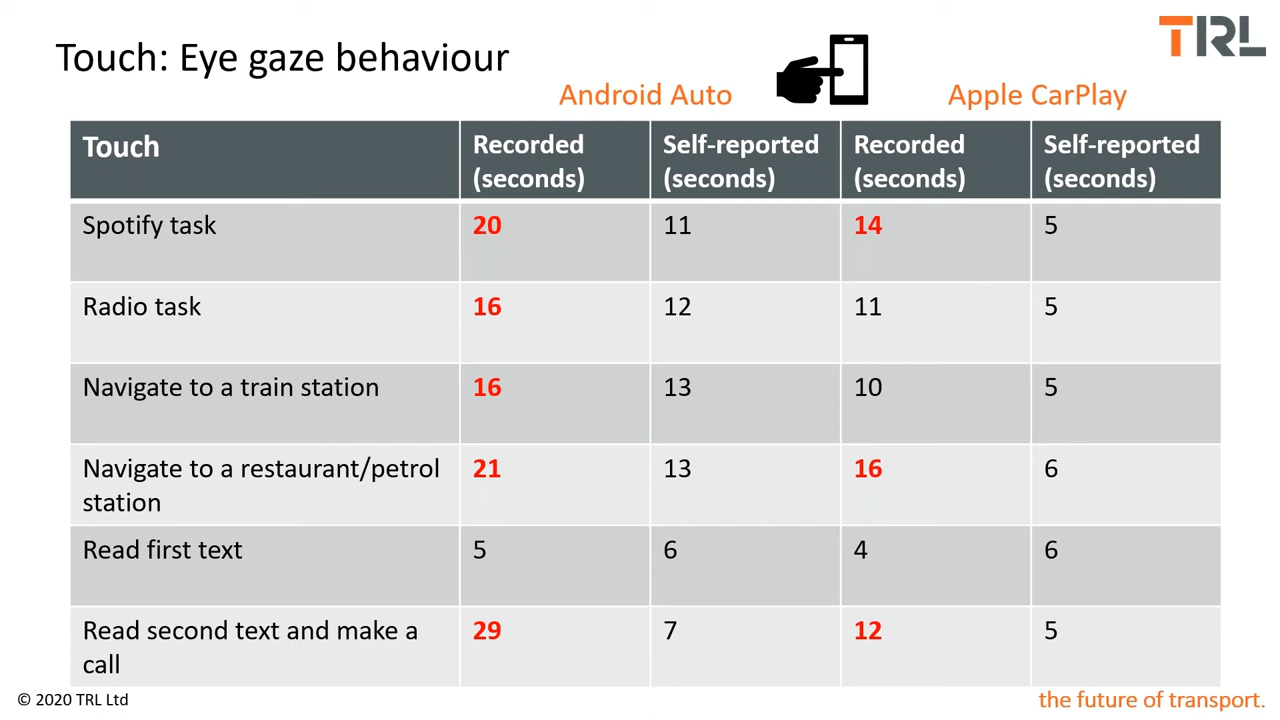 TRL
Touch: Eye gaze behaviour
Android Auto Apple CarPlay
Touch Recorded (seconds) Self-reported (seconds) Recorded (seconds) Self-reported (seconds)
Spotify task 20 11 14 5
Radio task 16 12 11 5
Navigate to a train station 16 13 10 5
Navigate to a restaurant/petrol station 21 13 16 6
Read first text 5 6 4 6
Read second text and make a call 29 7 12 5
© 2020 TRL Ltd
the future of transport.